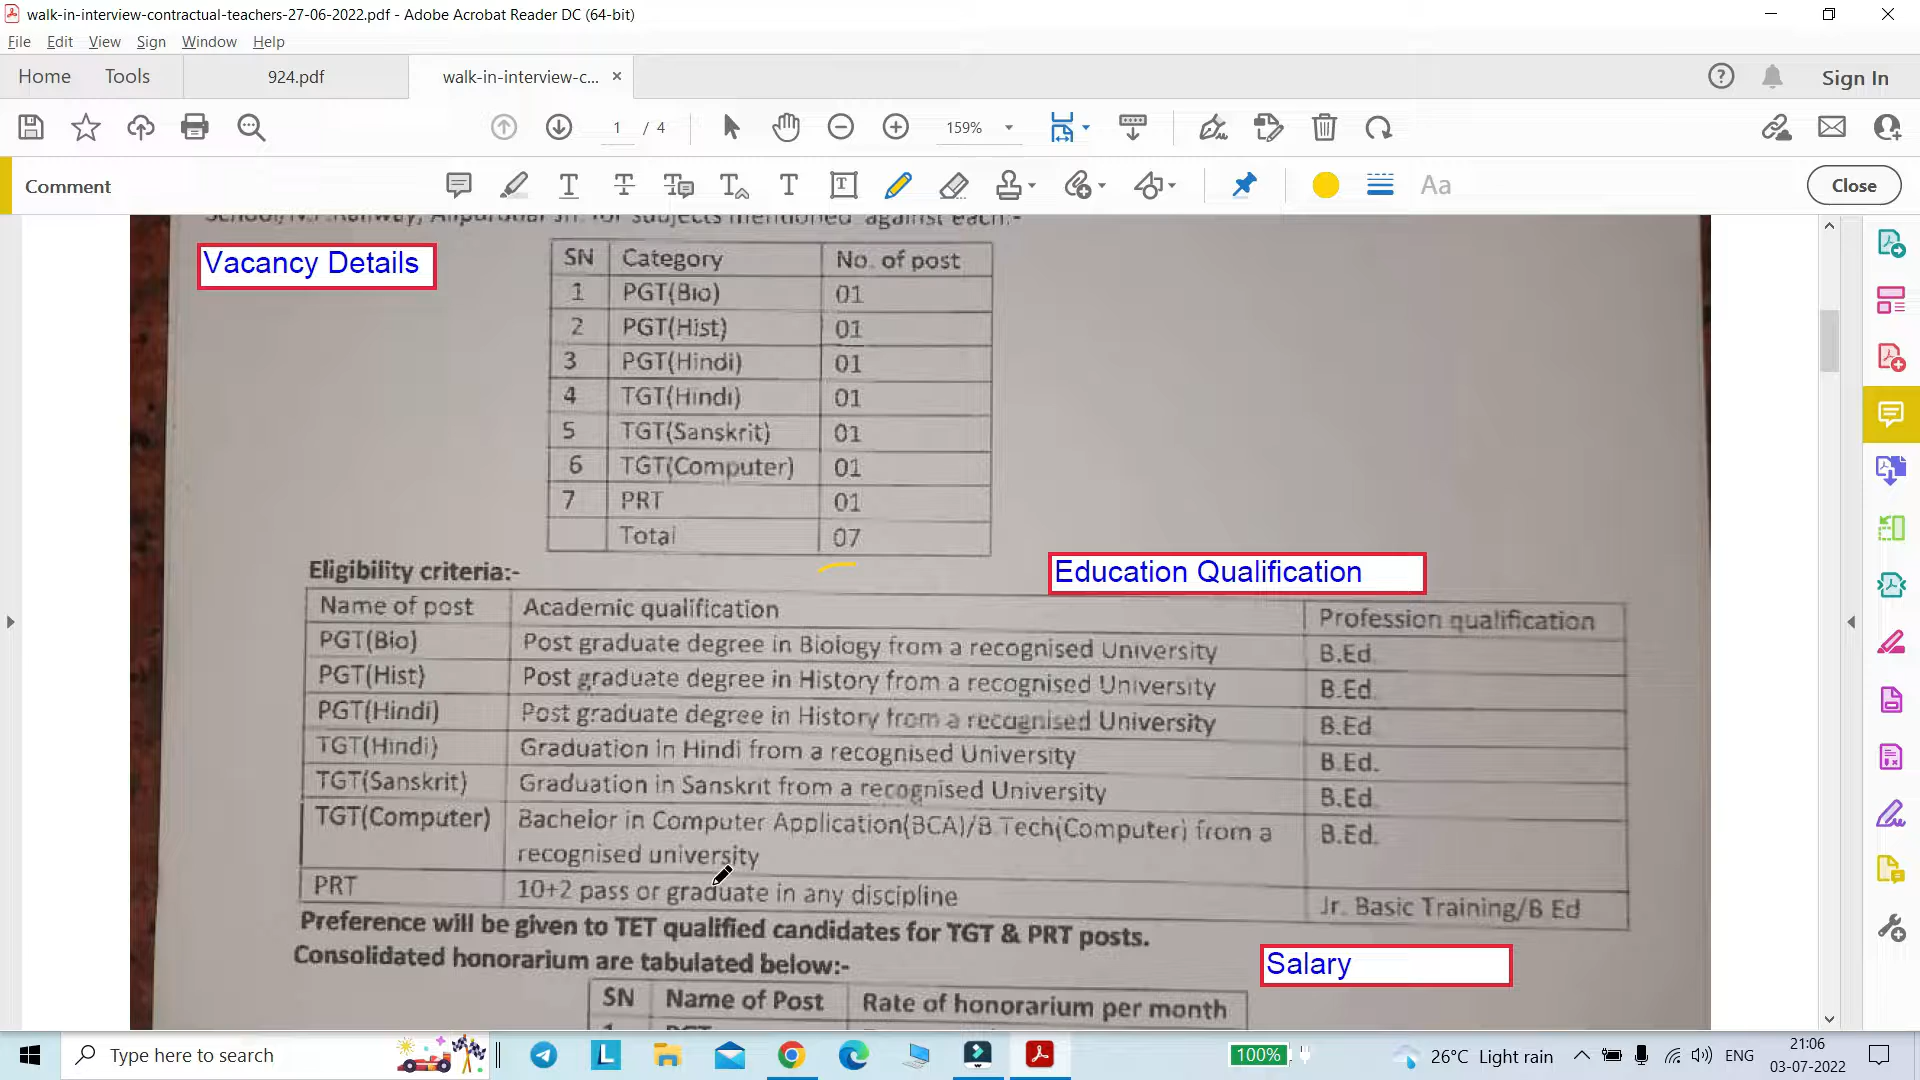 walk-in-interview-contractual-teachers-27-06-2022.pdf - Adobe Acrobat Reader DC (64-bit)
File Edit View Sign Window Help
Home Tools 924.pdf walk-in-interview-c... × Sign In
1 / 4 159%
Comment Aa Close
for subjects mentioned against each:-
Vacancy Details
SN Category No. of post
1 PGT(Bio) 01
2 PGT(Hist) 01
3 PGT(Hindi) 01
4 TGT(Hindi) 01
5 TGT(Sanskrit) 01
6 TGT(Computer) 01
7 PRT 01
Total 07
Eligibility criteria:-
Education Qualification
Name of post Academic qualification Profession qualification
PGT(Bio) Post graduate degree in Biology from a recognised University B.Ed.
PGT(Hist) Post graduate degree in History from a recognised University B.Ed.
PGT(Hindi) Post graduate degree in History from a recognised University B.Ed.
TGT(Hindi) Graduation in Hindi from a recognised University B.Ed.
TGT(Sanskrit) Graduation in Sanskrit from a recognised University B.Ed.
TGT(Computer) Bachelor in Computer Application(BCA)/B.Tech(Computer) from a B.Ed.
recognised university
PRT 10+2 pass or graduate in any discipline Jr. Basic Training/B Ed
Preference will be given to TET qualified candidates for TGT & PRT posts.
Consolidated honorarium are tabulated below:-
Salary
SN Name of Post Rate of honorarium per month
Type here to search
100%
26°C Light rain
ENG
21:06
03-07-2022